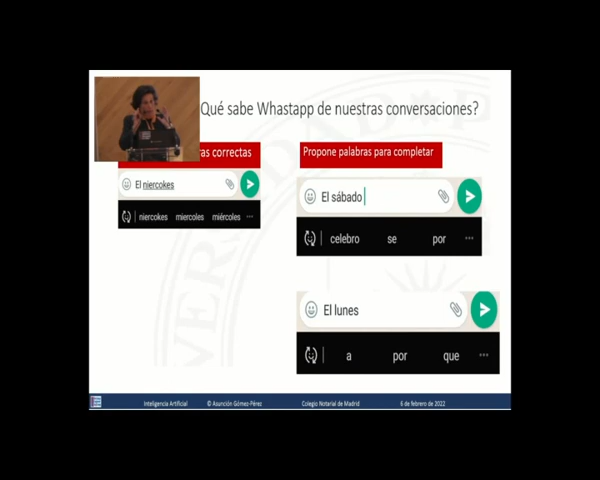 Qué sabe Whastapp de nuestras conversaciones?
as correctas
Propone palabras para completar
El niercokes
niercokes miercoles miércoles ...
El sábado
celebro se por ...
El lunes
a por que ...
Inteligencia Artificial © Asunción Gómez-Pérez Colegio Notarial de Madrid 6 de febrero de 2022